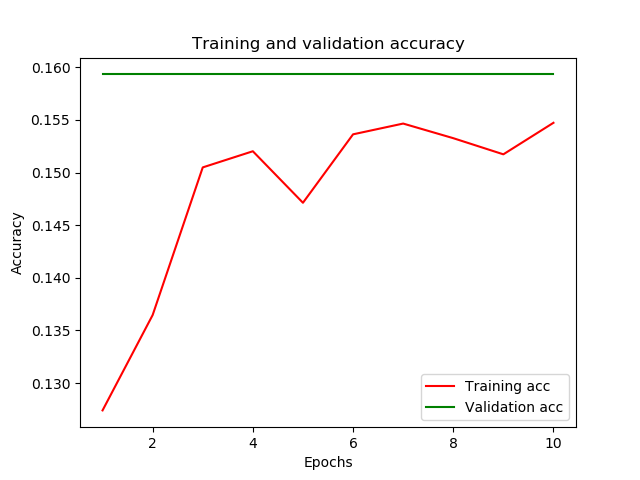 Training and validation accuracy
0.160
0.155
0.150
0.145
0.140
0.135
0.130
Accuracy
Training acc
Validation acc
2 4 6 8 10
Epochs